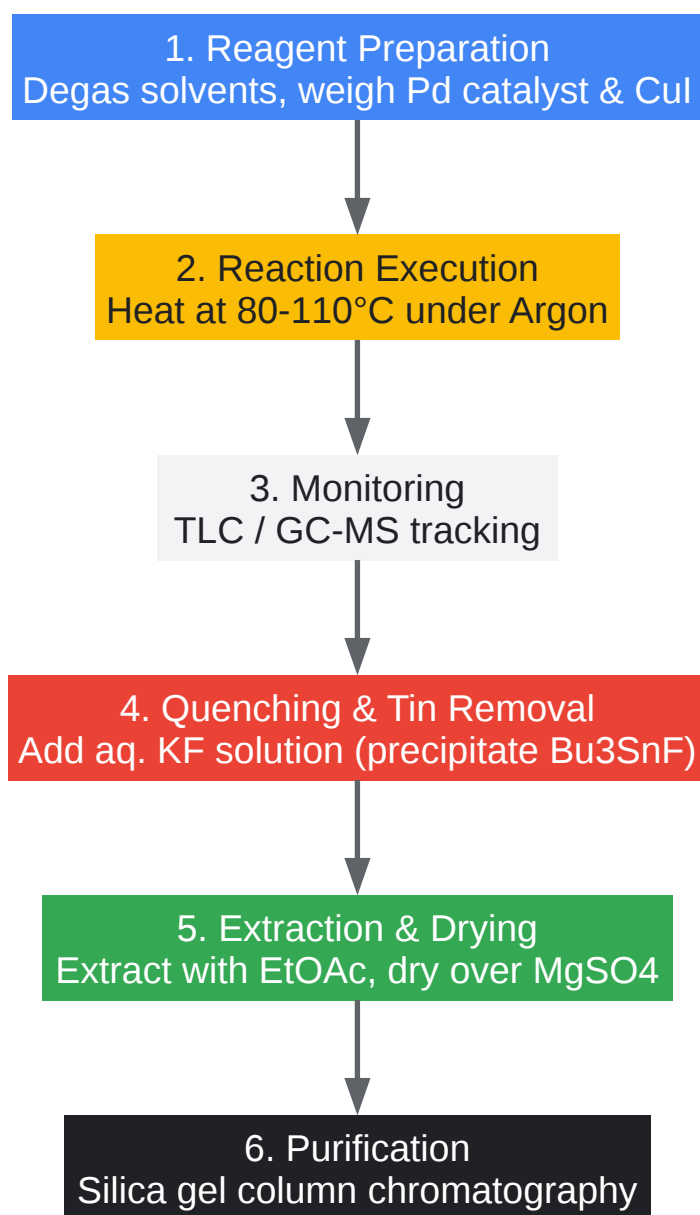 1. Reagent Preparation
Degas solvents, weigh Pd catalyst & CuI
2. Reaction Execution
Heat at 80-110°C under Argon
3. Monitoring
TLC / GC-MS tracking
4. Quenching & Tin Removal
Add aq. KF solution (precipitate Bu3SnF)
5. Extraction & Drying
Extract with EtOAc, dry over MgSO4
6. Purification
Silica gel column chromatography